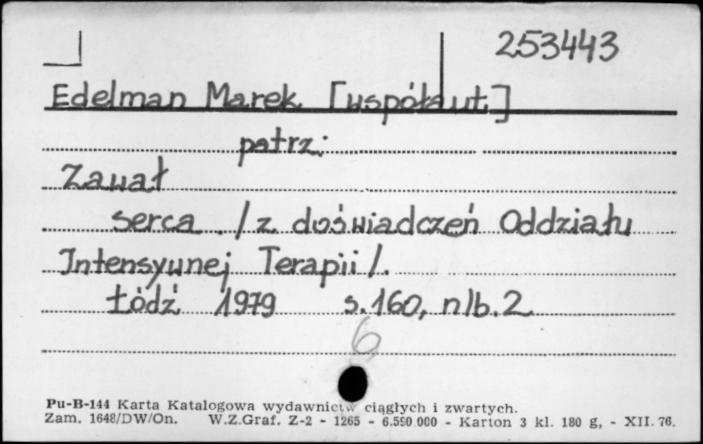 253443
Edelman Marek [współaut.]
patrz:
Zawał
serca /z doświadczeń Oddziału
Intensywnej Terapii/.
Łódź 1979 s.160, nlb.2
6
Pu-B-144 Karta Katalogowa wydawnictw ciągłych i zwartych.
Zam. 1648/DW/On. W.Z.Graf. Z-2 - 1265 - 6.590.000 - Karton 3 kl. 180 g, - XII. 76.